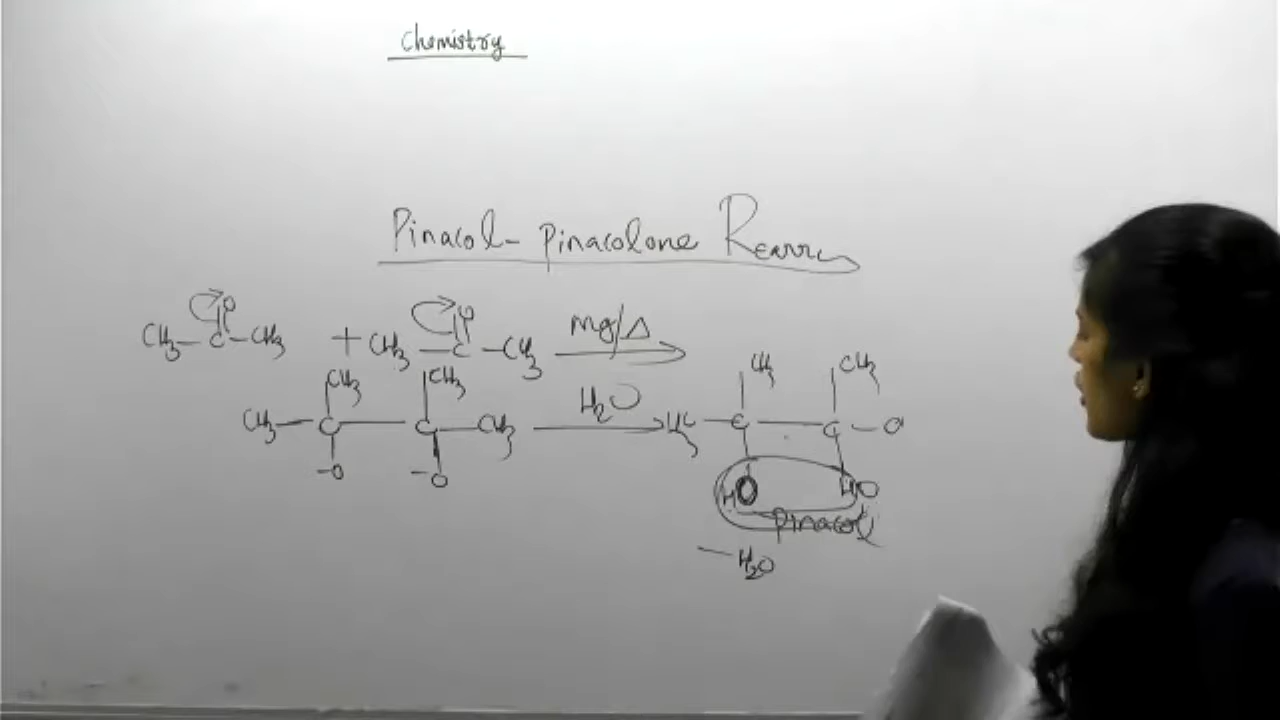 Chemistry
Pinacol- pinacolone Rearr
O O
CH3 - C - CH3 + CH3 - C - CH3 mg/Δ
CH3 CH3 CH3 CH3
CH3 - C - C - CH3 H2O H3C - C - C - C
-O -O HO HO
pinacol
- H2O